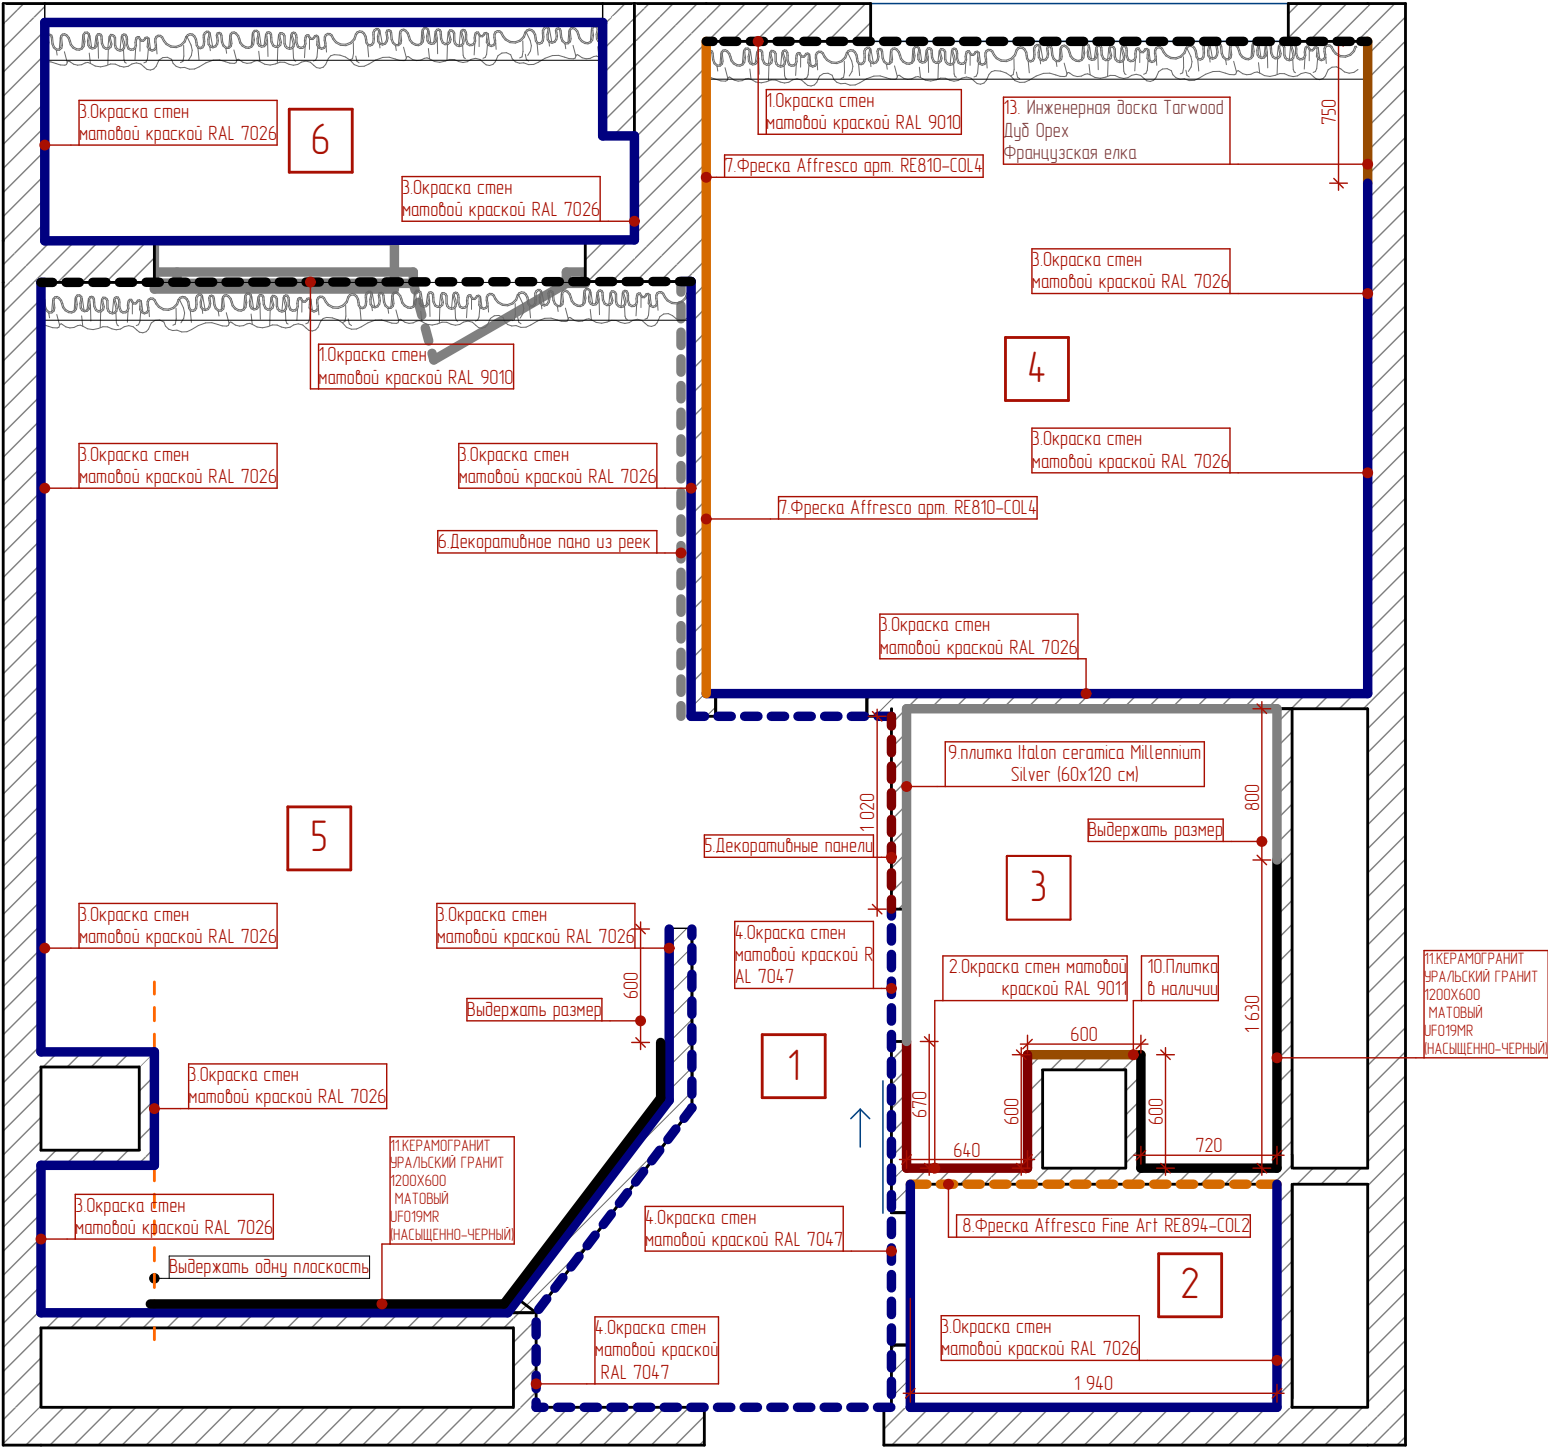 3.Окраска стен
матовой краской RAL 7026
6
3.Окраска стен
матовой краской RAL 7026
1.Окраска стен
матовой краской RAL 9010
13. Инженерная доска Tarwood
Дуб Орех
Французская елка
750
7.Фреска Affresco арт. RE810-COL4
3.Окраска стен
матовой краской RAL 7026
1.Окраска стен
матовой краской RAL 9010
4
3.Окраска стен
матовой краской RAL 7026
3.Окраска стен
матовой краской RAL 7026
3.Окраска стен
матовой краской RAL 7026
7.Фреска Affresco арт. RE810-COL4
6.Декоративное пано из реек
3.Окраска стен
матовой краской RAL 7026
9.плитка Italon ceramica Millennium
Silver (60x120 см)
800
1 020
Выдержать размер
5
5.Декоративные панели
3
3.Окраска стен
матовой краской RAL 7026
3.Окраска стен
матовой краской RAL 7026
600
Выдержать размер
4.Окраска стен
матовой краской R
AL 7047
2.Окраска стен матовой
краской RAL 9011
10.Плитка
в наличии
1 630
11.КЕРАМОГРАНИТ
УРАЛЬСКИЙ ГРАНИТ
1200X600
МАТОВЫЙ
UF019MR
(НАСЫЩЕННО-ЧЕРНЫЙ)
1
600
670
600
600
640
720
3.Окраска стен
матовой краской RAL 7026
11.КЕРАМОГРАНИТ
УРАЛЬСКИЙ ГРАНИТ
1200X600
МАТОВЫЙ
UF019MR
(НАСЫЩЕННО-ЧЕРНЫЙ)
3.Окраска стен
матовой краской RAL 7026
Выдержать одну плоскость
4.Окраска стен
матовой краской RAL 7047
8.Фреска Affresco Fine Art RE894-COL2
2
4.Окраска стен
матовой краской
RAL 7047
3.Окраска стен
матовой краской RAL 7026
1 940